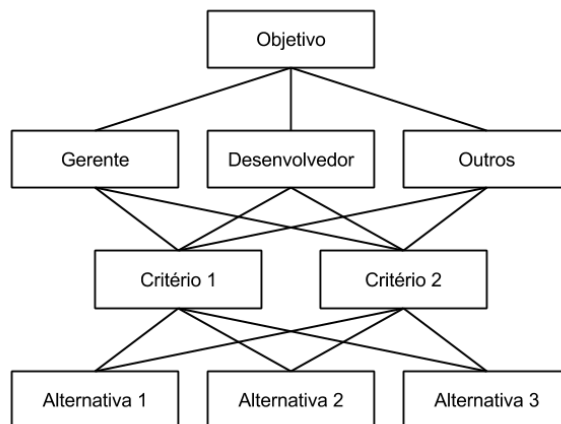 Objetivo
Gerente
Desenvolvedor
Outros
Critério 1
Critério 2
Alternativa 1
Alternativa 2
Alternativa 3